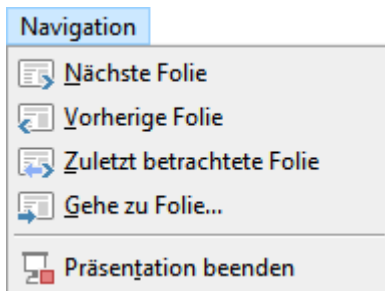 Navigation
Nächste Folie
Vorherige Folie
Zuletzt betrachtete Folie
Gehe zu Folie...
Präsentation beenden